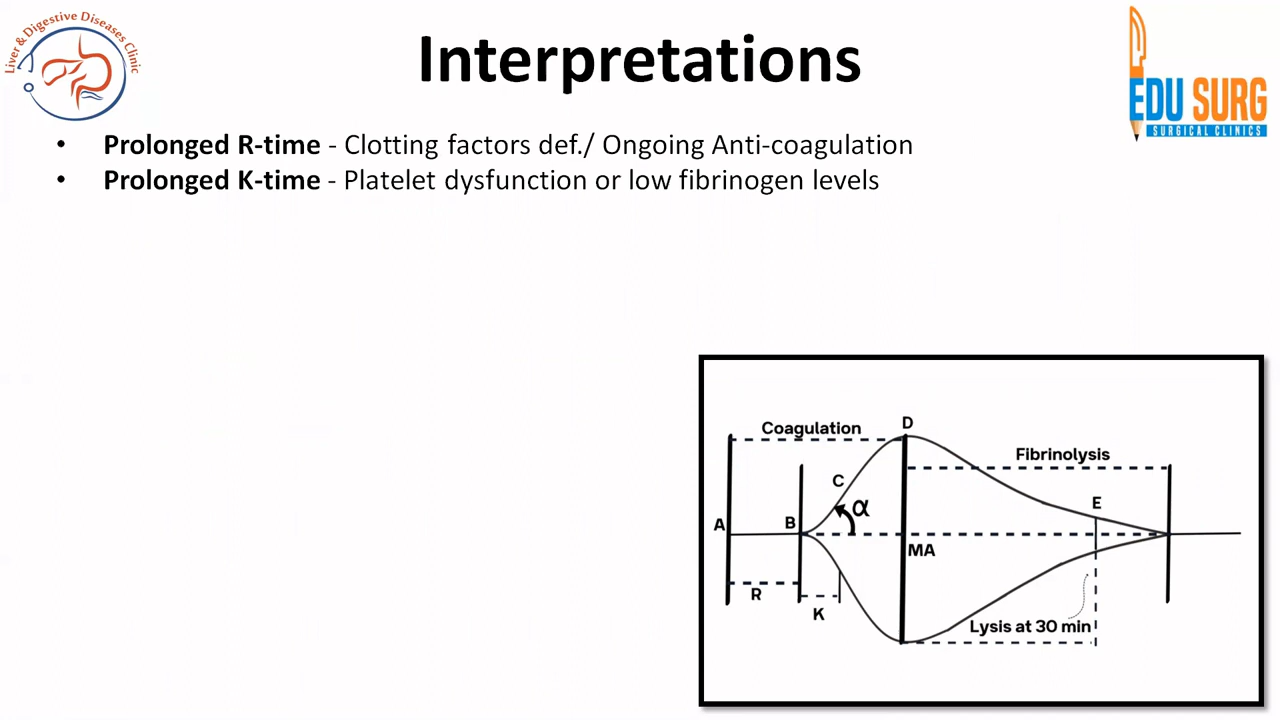 Liver & Digestive Diseases Clinic
Interpretations
EDU SURG
SURGICAL CLINICS
• Prolonged R-time - Clotting factors def./ Ongoing Anti-coagulation
• Prolonged K-time - Platelet dysfunction or low fibrinogen levels
D
Coagulation
Fibrinolysis
C
E
α
A
B
MA
R
K
Lysis at 30 min